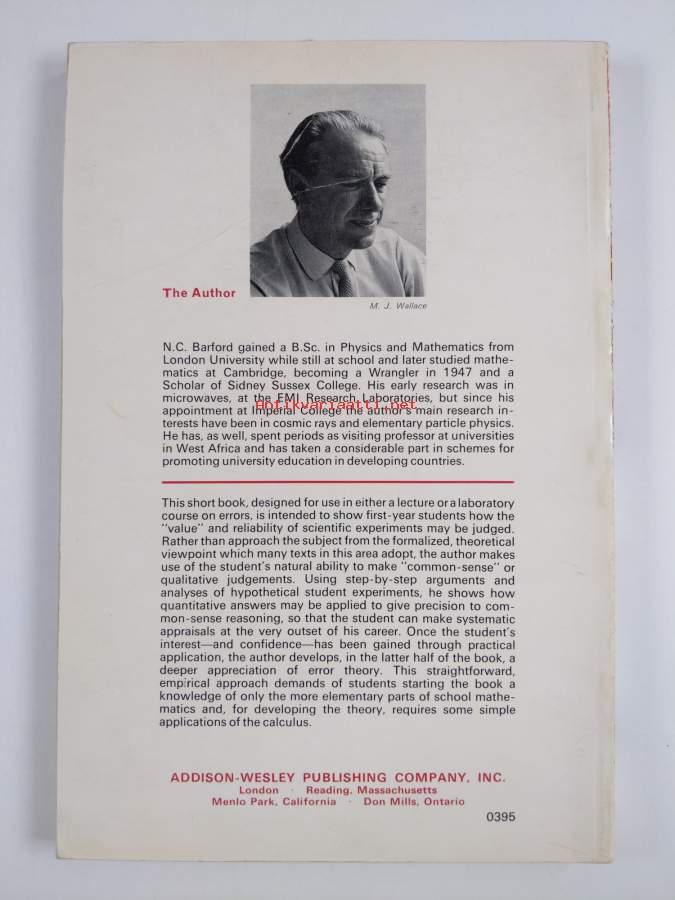 The Author
M. J. Wallace
N.C. Barford gained a B.Sc. in Physics and Mathematics from
London University while still at school and later studied mathe-
matics at Cambridge, becoming a Wrangler in 1947 and a
Scholar of Sidney Sussex College. His early research was in
microwaves, at the EMI Research Laboratories, but since his
antikvariaatti.net
appointment at Imperial College the author's main research in-
terests have been in cosmic rays and elementary particle physics.
He has, as well, spent periods as visiting professor at universities
in West Africa and has taken a considerable part in schemes for
promoting university education in developing countries.
This short book, designed for use in either a lecture or a laboratory
course on errors, is intended to show first-year students how the
"value" and reliability of scientific experiments may be judged.
Rather than approach the subject from the formalized, theoretical
viewpoint which many texts in this area adopt, the author makes
use of the student's natural ability to make "common-sense" or
qualitative judgements. Using step-by-step arguments and
analyses of hypothetical student experiments, he shows how
quantitative answers may be applied to give precision to com-
mon-sense reasoning, so that the student can make systematic
appraisals at the very outset of his career. Once the student's
interest—and confidence—has been gained through practical
application, the author develops, in the latter half of the book, a
deeper appreciation of error theory. This straightforward,
empirical approach demands of students starting the book a
knowledge of only the more elementary parts of school mathe-
matics and, for developing the theory, requires some simple
applications of the calculus.
ADDISON-WESLEY PUBLISHING COMPANY, INC.
London · Reading, Massachusetts
Menlo Park, California · Don Mills, Ontario
0395